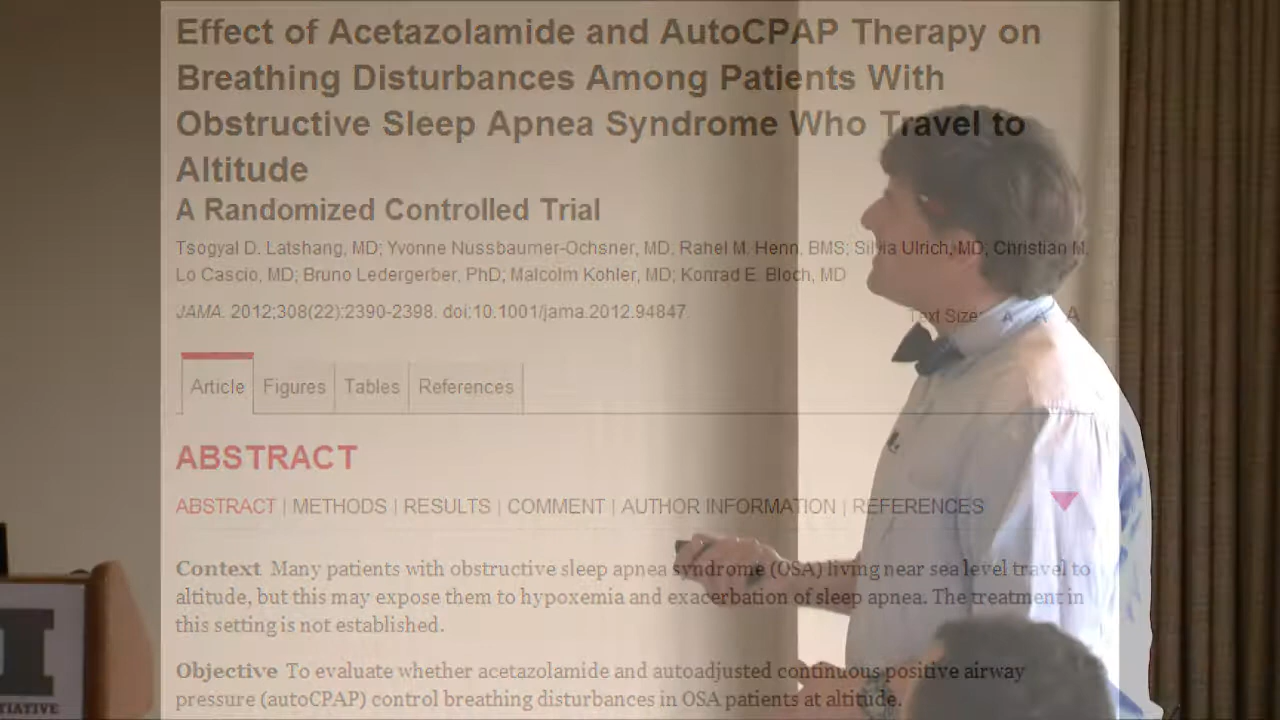 Effect of Acetazolamide and AutoCPAP Therapy on
Breathing Disturbances Among Patients With
Obstructive Sleep Apnea Syndrome Who Travel to
Altitude
A Randomized Controlled Trial
Tsogyal D. Latshang, MD; Yvonne Nussbaumer-Ochsner, MD; Rahel M. Henn, BMS; Silvia Ulrich, MD; Christian M.
Lo Cascio, MD; Bruno Ledergerber, PhD; Malcolm Kohler, MD; Konrad E. Bloch, MD
JAMA. 2012;308(22):2390-2398. doi:10.1001/jama.2012.94847.
Text Size: A A A
Article Figures Tables References
ABSTRACT
ABSTRACT | METHODS | RESULTS | COMMENT | AUTHOR INFORMATION | REFERENCES
Context Many patients with obstructive sleep apnea syndrome (OSA) living near sea level travel to
altitude, but this may expose them to hypoxemia and exacerbation of sleep apnea. The treatment in
this setting is not established.
Objective To evaluate whether acetazolamide and autoadjusted continuous positive airway
pressure (autoCPAP) control breathing disturbances in OSA patients at altitude.
I
TIATIVE